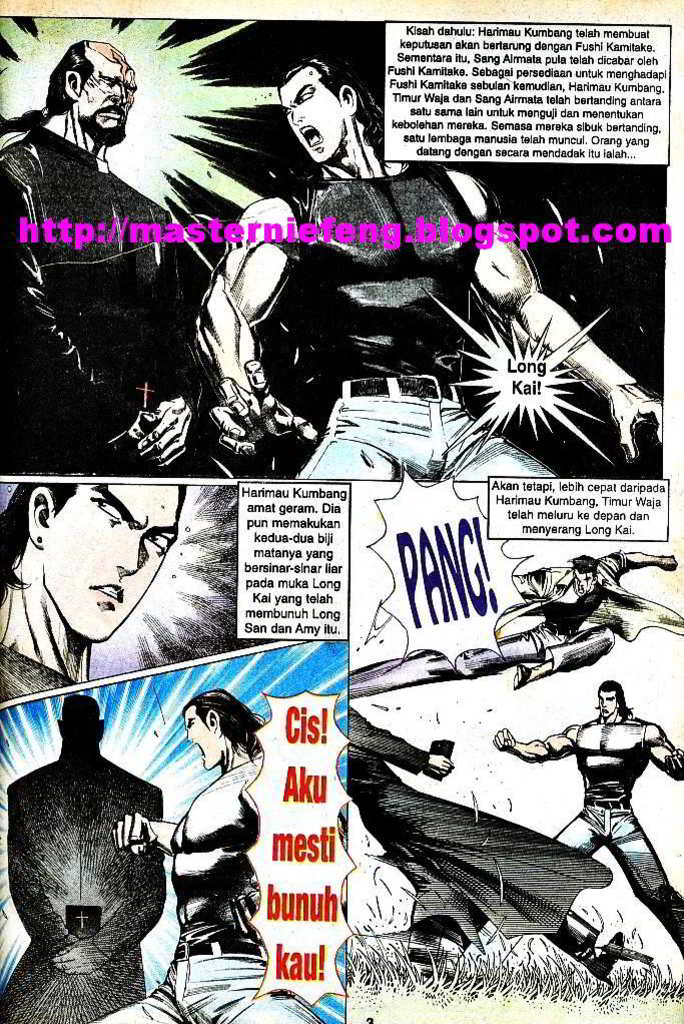 Kisah dahulu: Harimau Kumbang telah membuat
keputusan akan bertarung dengan Fushi Kamitake.
Sementara itu, Sang Airmata pula telah dicabar oleh
Fushi Kamitake. Sebagai persediaan untuk menghadapi
Fushi Kamitake sebulan kemudian, Harimau Kumbang,
Timur Waja dan Sang Airmata telah bertanding antara
satu sama lain untuk menguji dan menentukan
kebolehan mereka. Semasa mereka sibuk bertanding,
satu lembaga manusia telah muncul. Orang yang
datang dengan secara mendadak itu ialah...
http://masterniefeng.blogspot.com
Long
Kai!
Harimau Kumbang
amat geram. Dia
pun memakukan
kedua-dua biji
matanya yang
bersinar-sinar liar
pada muka Long
Kai yang telah
membunuh Long
San dan Amy itu.
Akan tetapi, lebih cepat daripada
Harimau Kumbang, Timur Waja
telah meluru ke depan dan
menyerang Long Kai.
PANG!
Cis!
Aku
mesti
bunuh
kau!
3